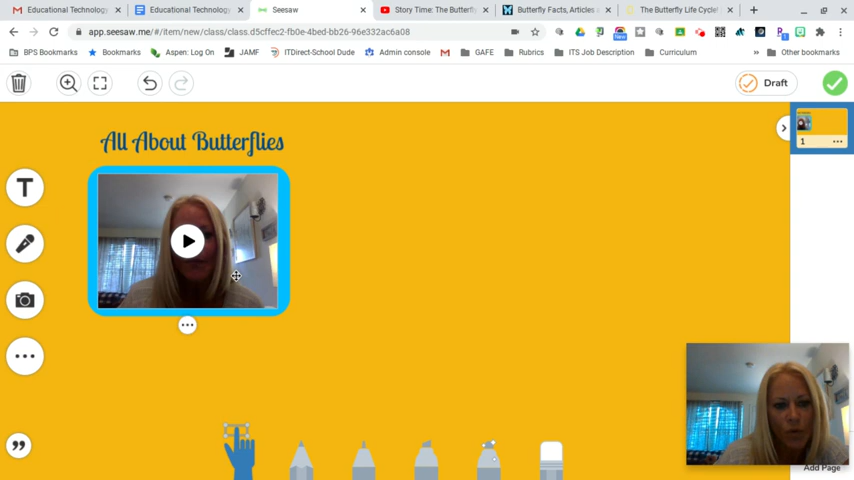 Educational Technology
Educational Technology
Seesaw
Story Time: The Butterfl
Butterfly Facts, Articles a
The Butterfly Life Cycle!
app.seesaw.me/#/item/new/class/class.d5cffec2-fb0e-4bed-bb26-96e332ac6a08
New
BPS Bookmarks
Bookmarks
Aspen: Log On
JAMF
ITDirect-School Dude
Admin console
GAFE
Rubrics
ITS Job Description
Curriculum
»
Other bookmarks
Draft
All About Butterflies
1
T
Add Page